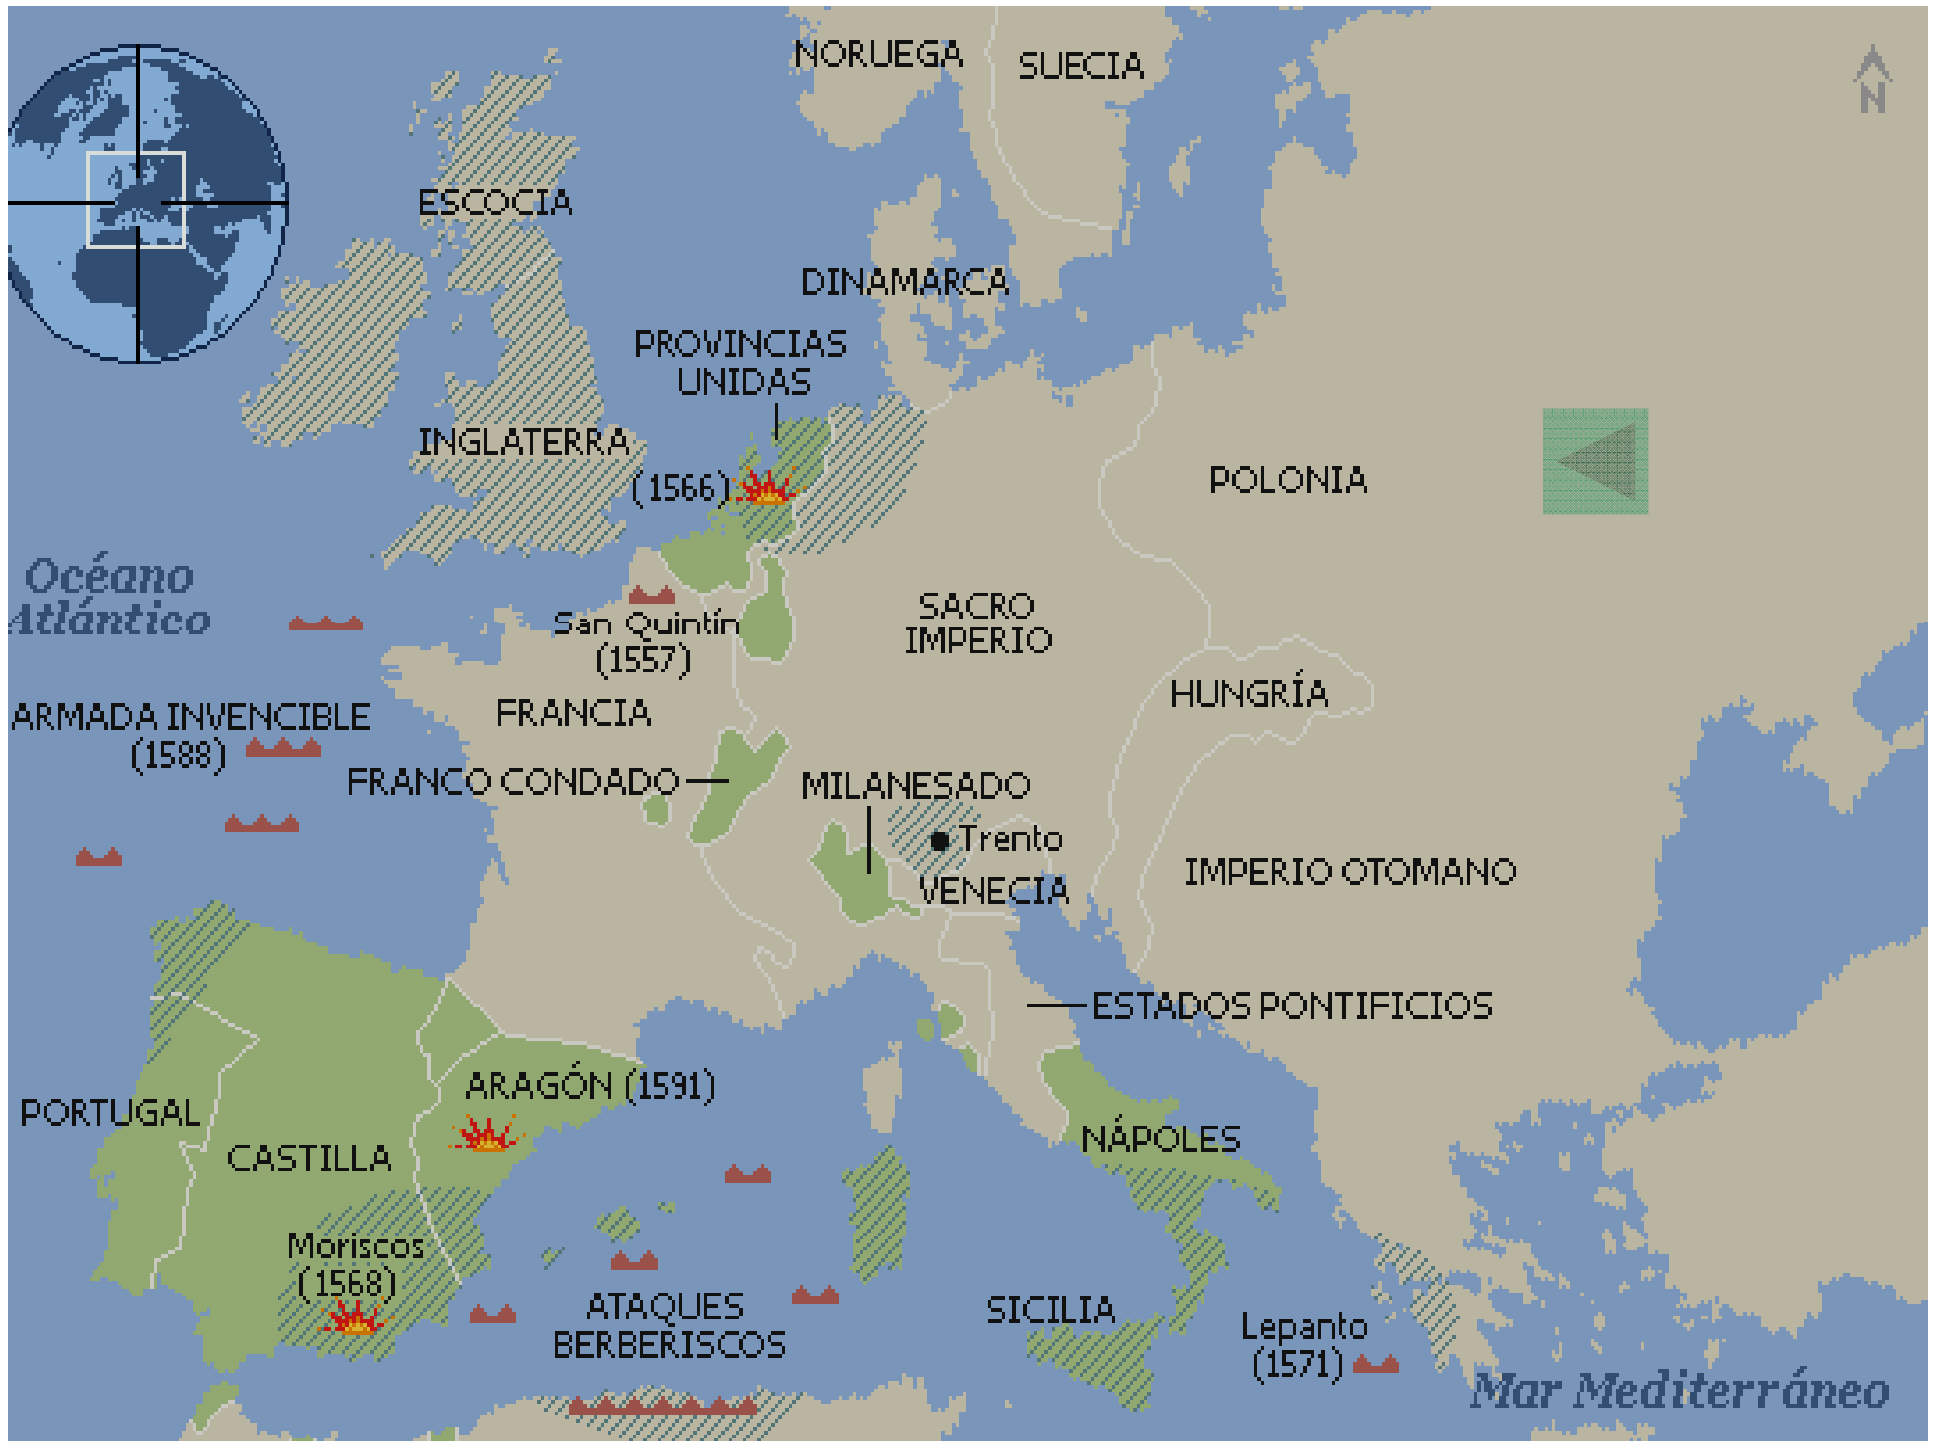 NORUEGA
SUECIA
N
ESCOCIA
DINAMARCA
PROVINCIAS
UNIDAS
INGLATERRA
(1566)
POLONIA
Océano
Atlántico
SACRO
IMPERIO
San Quintín
(1557)
HUNGRÍA
FRANCIA
ARMADA INVENCIBLE
(1588)
FRANCO CONDADO
MILANESADO
Trento
VENECIA
IMPERIO OTOMANO
ESTADOS PONTIFICIOS
ARAGÓN (1591)
PORTUGAL
CASTILLA
NÁPOLES
Moriscos
(1568)
ATAQUES
BERBERISCOS
SICILIA
Lepanto
(1571)
Mar Mediterráneo